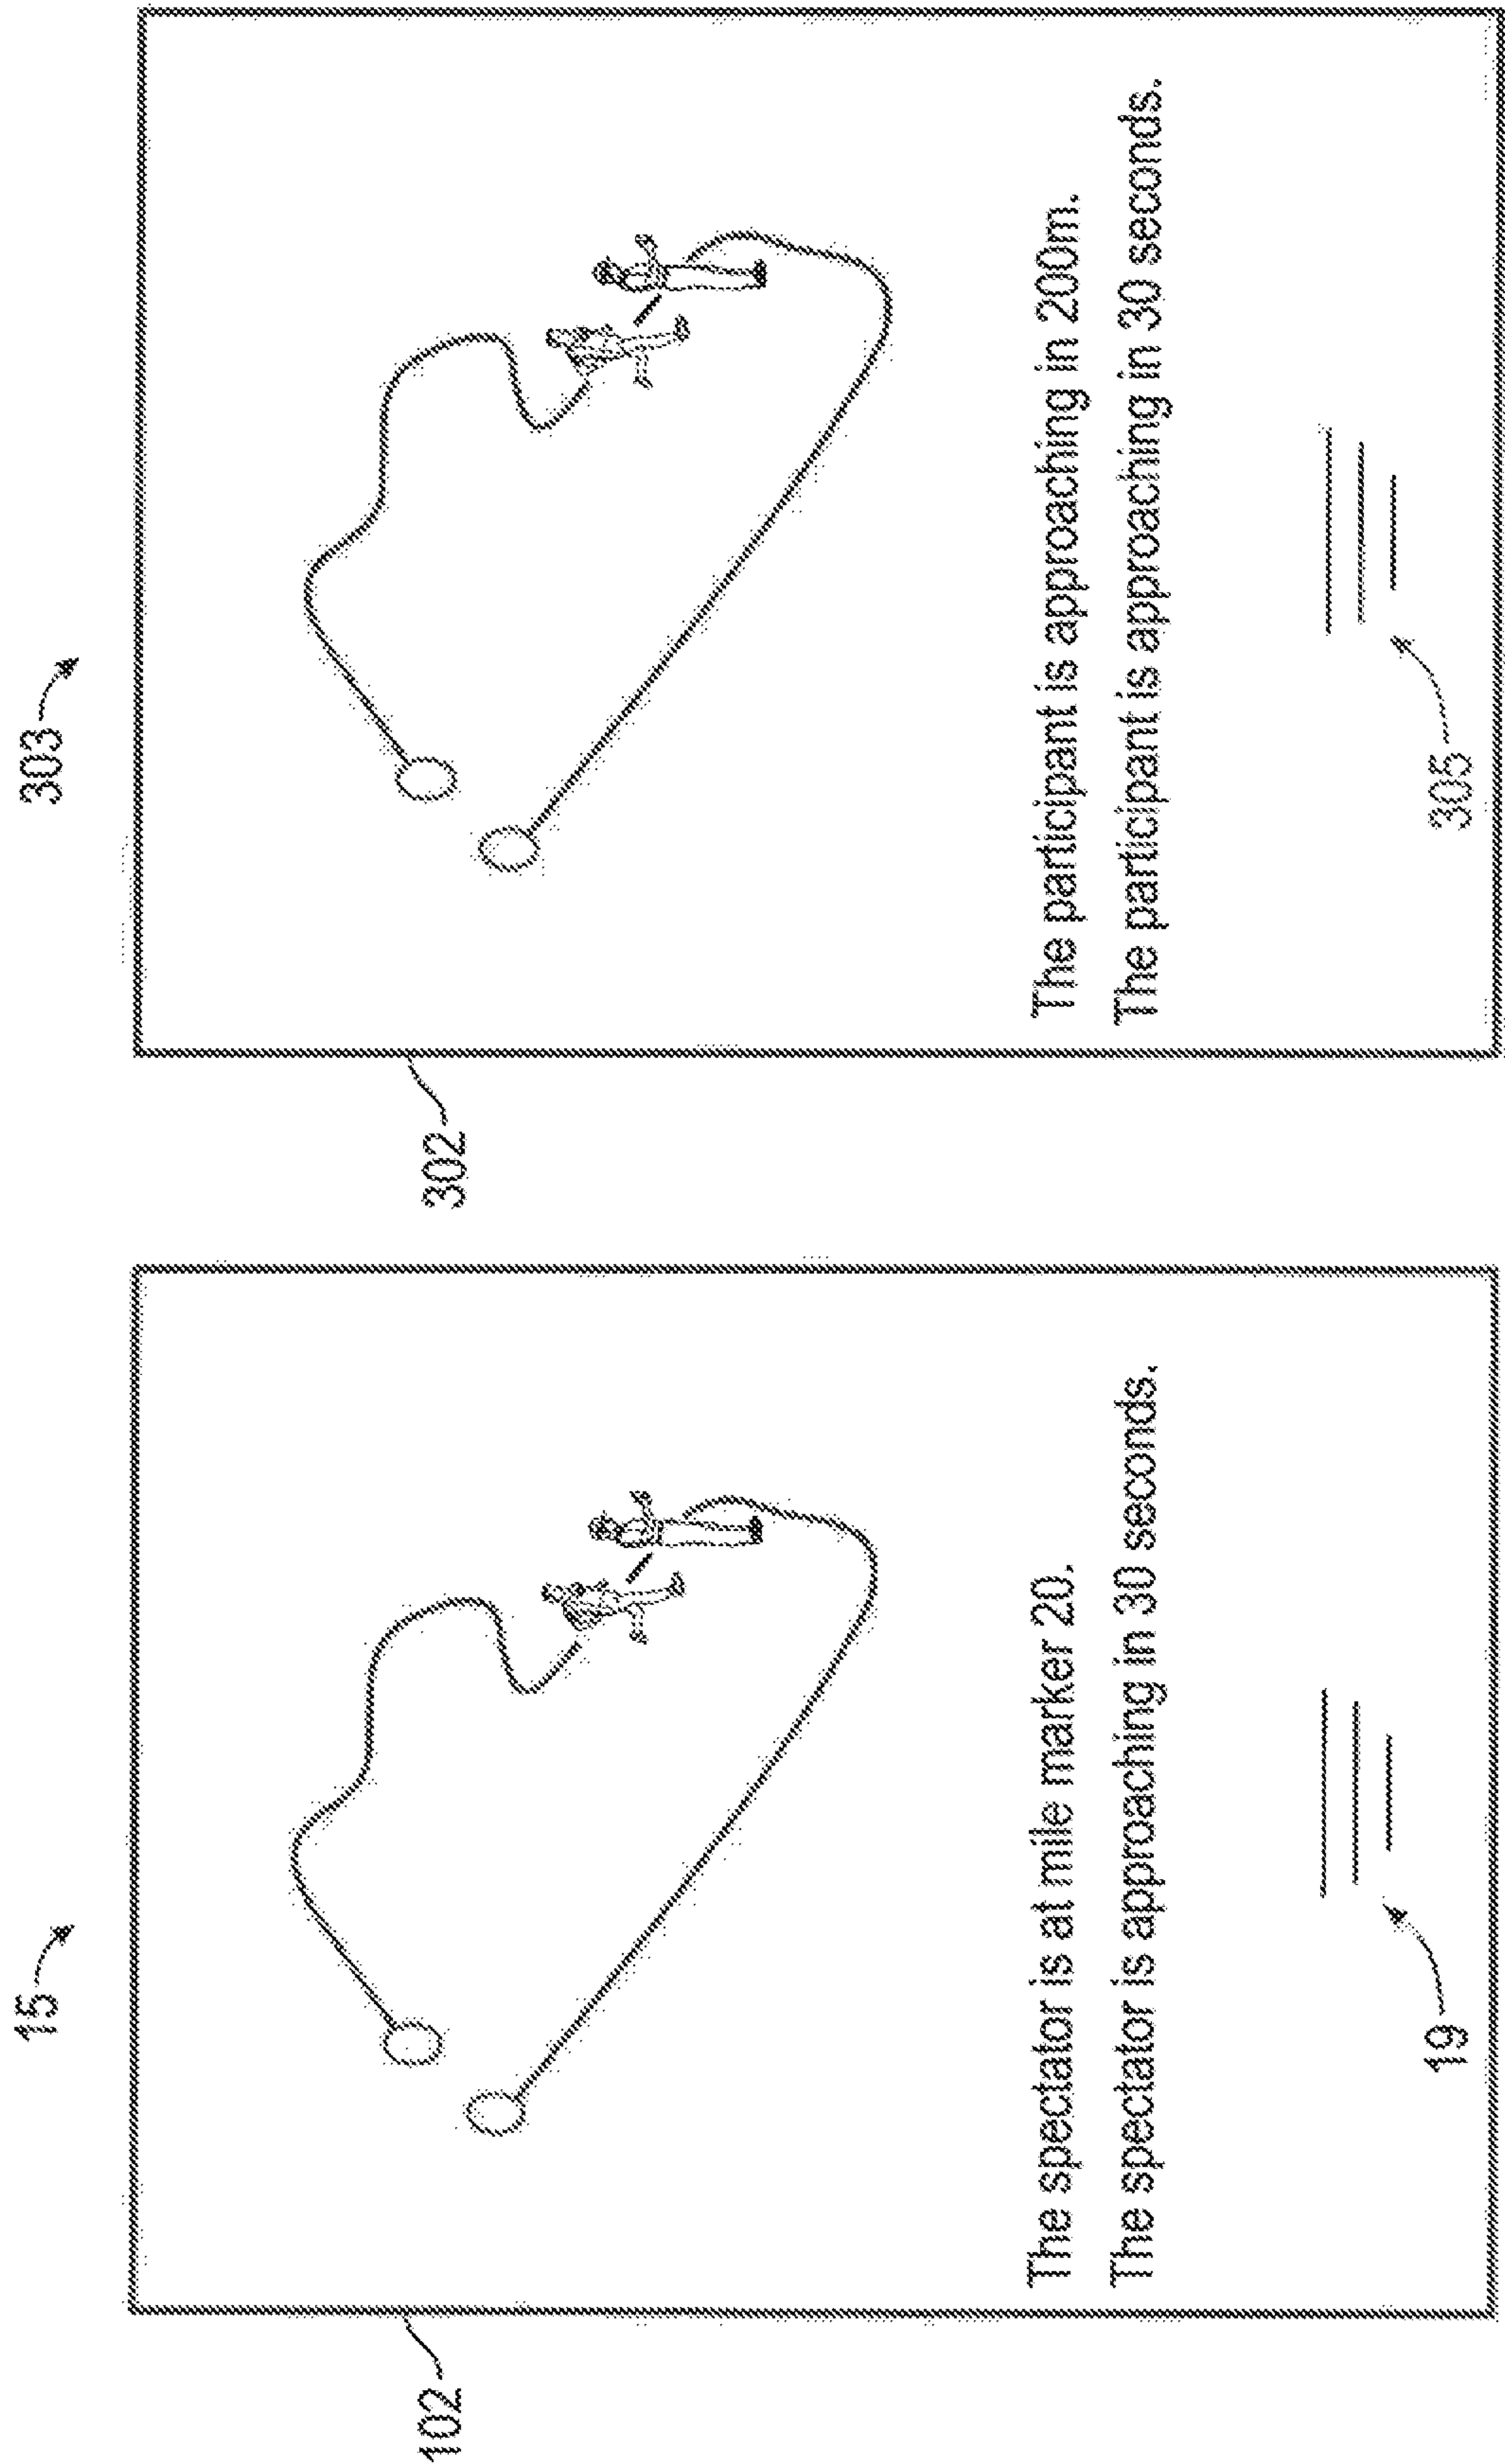 15
102
The spectator is at mile marker 20.
The spectator is approaching in 30 seconds.
19
303
302
The participant is approaching in 200m.
The participant is approaching in 30 seconds.
305